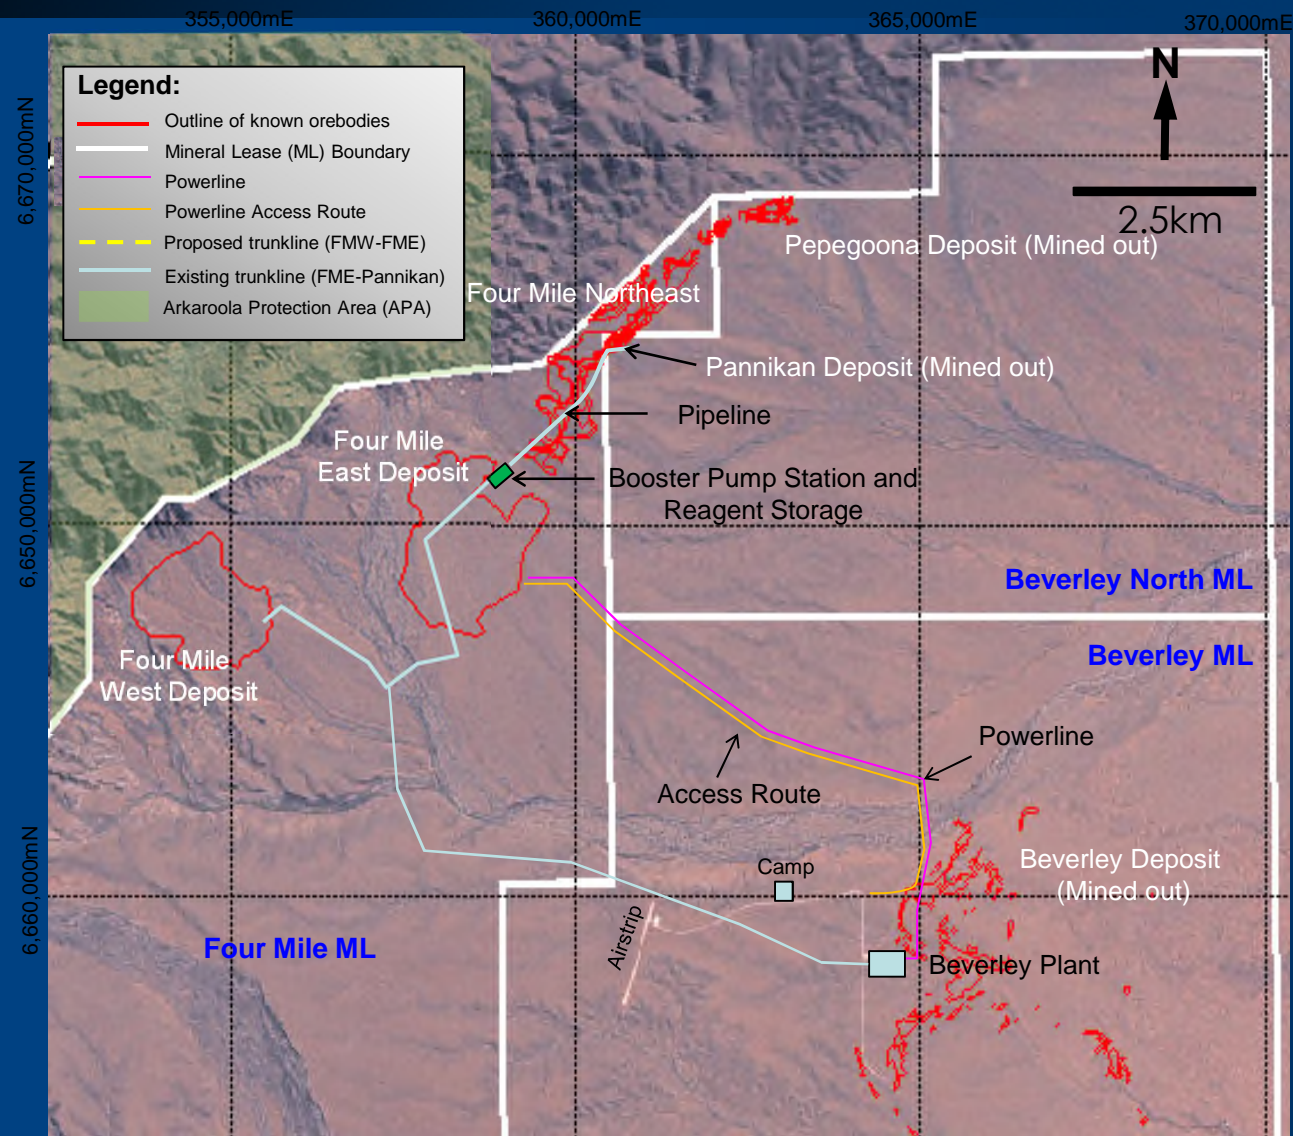 355,000mE
360,000mE
365,000mE
370,000mE
6,670,000mN
6,650,000mN
6,660,000mN
Legend:
Outline of known orebodies
Mineral Lease (ML) Boundary
Powerline
Powerline Access Route
Proposed trunkline (FMW-FME)
Existing trunkline (FME-Pannikan)
Arkaroola Protection Area (APA)
N
2.5km
Pepegoona Deposit (Mined out)
Four Mile Northeast
Pannikan Deposit (Mined out)
Pipeline
Four Mile
East Deposit
Booster Pump Station and
Reagent Storage
Beverley North ML
Beverley ML
Four Mile
West Deposit
Powerline
Access Route
Camp
Beverley Deposit
(Mined out)
Airstrip
Four Mile ML
Beverley Plant